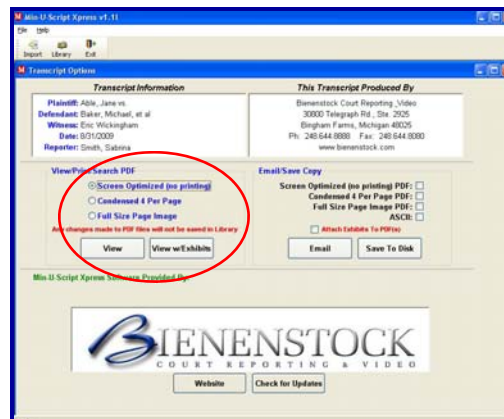 Min-U-Script Xpress v1.11
File Help
Import Library Exit
Transcript Options
Transcript Information
Plaintiff: Able, Jane vs.
Defendant: Baker, Michael, et al
Witness: Eric Wickingham
Date: 8/31/2009
Reporter: Smith, Sabrina
This Transcript Produced By
Bienenstock Court Reporting _Video
30800 Telegraph Rd., Ste. 2925
Bingham Farms, Michigan 48025
Ph: 248.644.8888 Fax: 248.644.8080
www.bienenstock.com
View/Print/Search PDF
Screen Optimized (no printing)
Condensed 4 Per Page
Full Size Page Image
Any changes made to PDF files will not be saved in Library
View View w/Exhibits
Email/Save Copy
Screen Optimized (no printing) PDF:
Condensed 4 Per Page PDF:
Full Size Page Image PDF:
ASCII:
Attach Exhibits To PDF(s)
Email Save To Disk
Min-U-Script Xpress Software Provided By:
BIENENSTOCK
COURT REPORTING & VIDEO
Website Check for Updates